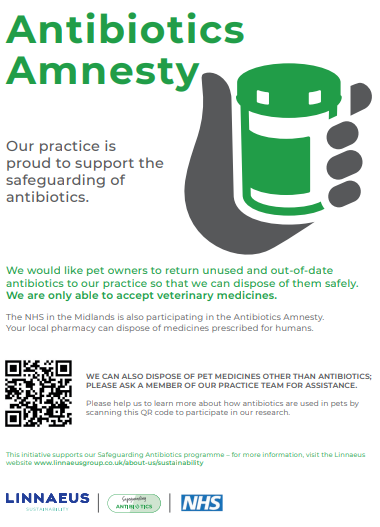 Antibiotics
Amnesty
Our practice is
proud to support the
safeguarding of
antibiotics.
We would like pet owners to return unused and out-of-date
antibiotics to our practice so that we can dispose of them safely.
We are only able to accept veterinary medicines.
The NHS in the Midlands is also participating in the Antibiotics Amnesty.
Your local pharmacy can dispose of medicines prescribed for humans.
WE CAN ALSO DISPOSE OF PET MEDICINES OTHER THAN ANTIBIOTICS;
PLEASE ASK A MEMBER OF OUR PRACTICE TEAM FOR ASSISTANCE.
Please help us to learn more about how antibiotics are used in pets by
scanning this QR code to participate in our research.
This initiative supports our Safeguarding Antibiotics programme – for more information, visit the Linnaeus
website www.linnaeusgroup.co.uk/about-us/sustainability
LINNAEUS
SUSTAINABILITY
Safeguarding
ANTIBIOTICS
NHS